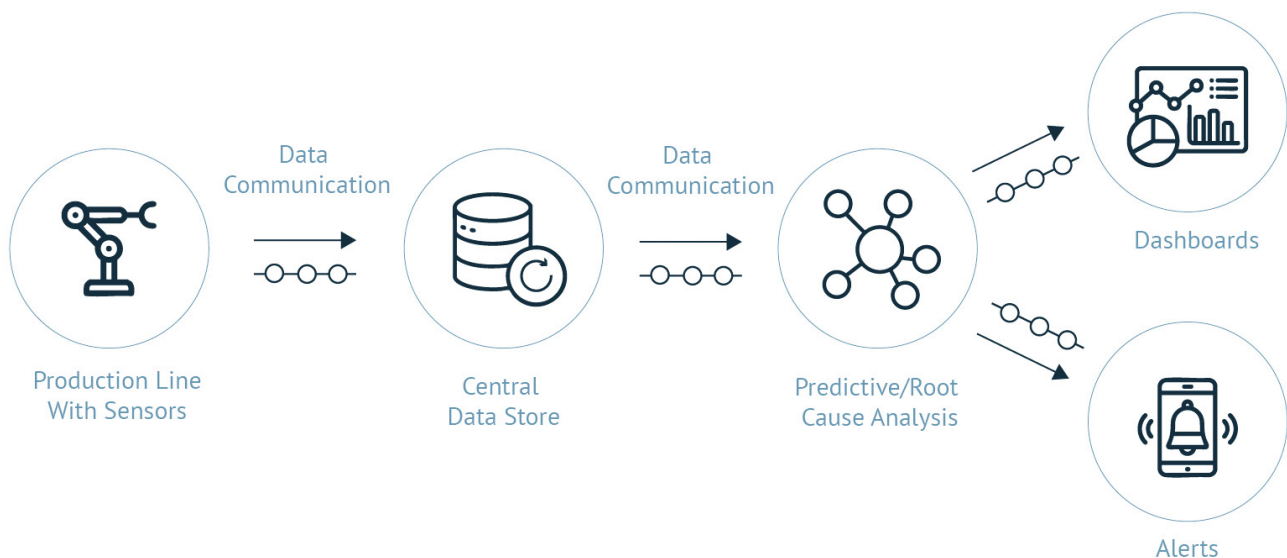 Data
Communication
Data
Communication
Dashboards
Production Line
With Sensors
Central
Data Store
Predictive/Root
Cause Analysis
Alerts